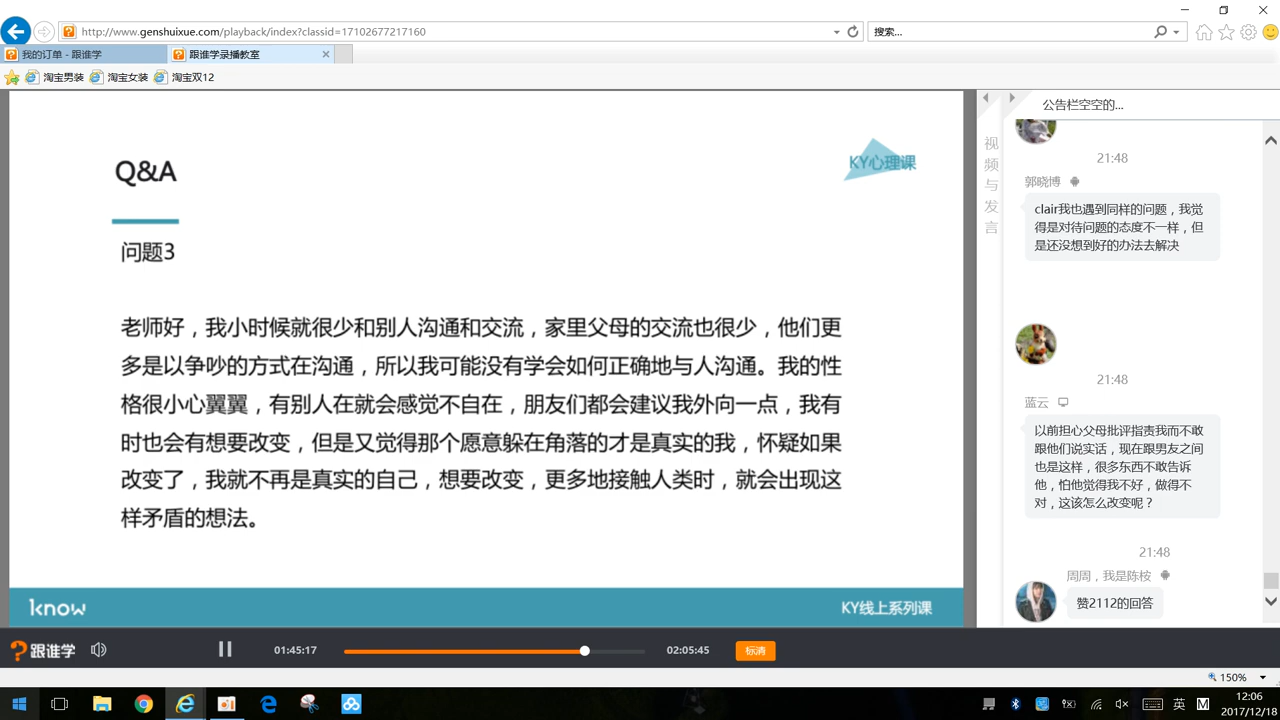 http://www.genshuixue.com/playback/index?classid=17102677217160
搜索...
我的订单 - 跟谁学
跟谁学录播教室
淘宝男装
淘宝女装
淘宝双12
公告栏空空的...
Q&A
KY心理课
问题3
老师好，我小时候就很少和别人沟通和交流，家里父母的交流也很少，他们更
多是以争吵的方式在沟通，所以我可能没有学会如何正确地与人沟通。我的性
格很小心翼翼，有别人在就会感觉不自在，朋友们都会建议我外向一点，我有
时也会有想要改变，但是又觉得那个愿意躲在角落的才是真实的我，怀疑如果
改变了，我就不再是真实的自己，想要改变，更多地接触人类时，就会出现这
样矛盾的想法。
know
KY线上系列课
视频与发言
21:48
郭晓博
clair我也遇到同样的问题，我觉
得是对待问题的态度不一样，但
是还没想到好的办法去解决
21:48
蓝云
以前担心父母批评指责我而不敢
跟他们说实话，现在跟男友之间
也是这样，很多东西不敢告诉
他，怕他觉得我不好，做得不
对，这该怎么改变呢？
21:48
周周，我是陈桉
赞2112的回答
跟谁学
01:45:17
02:05:45
标清
150%
英
M
12:06
2017/12/18